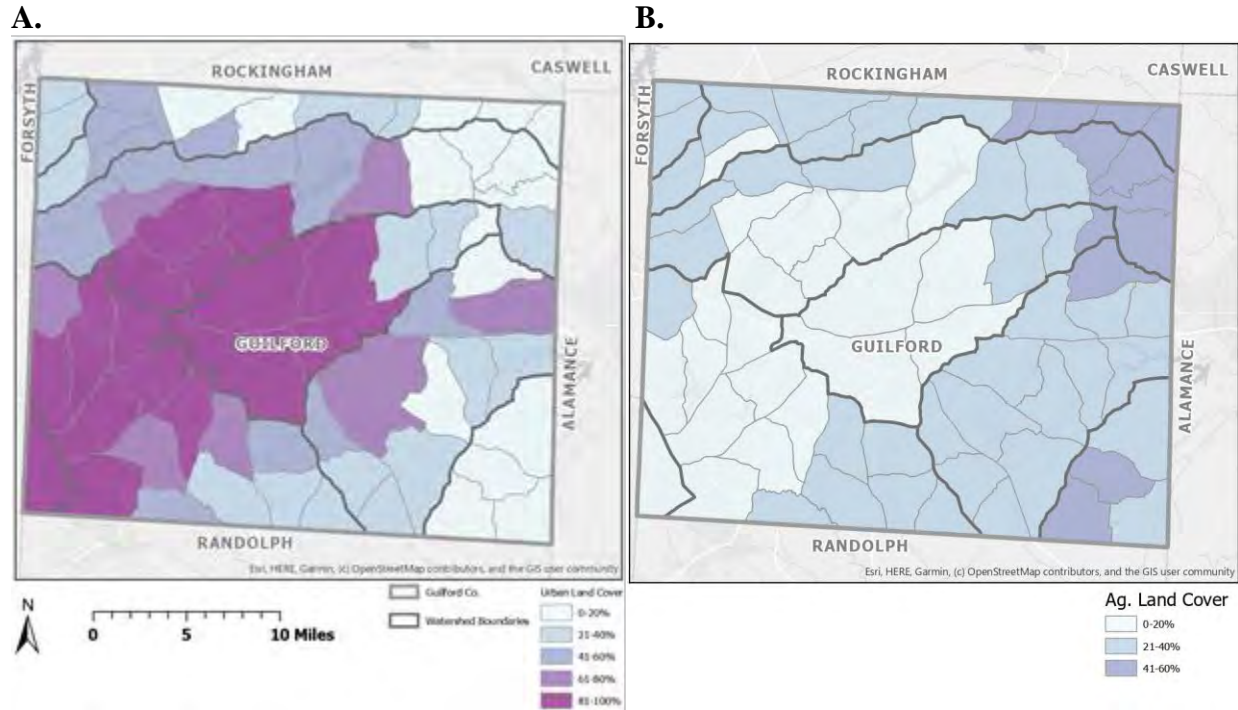 A.
B.
ROCKINGHAM
CASWELL
FORSYTH
GUILFORD
ALAMANCE
RANDOLPH
Esri, HERE, Garmin, (c) OpenStreetMap contributors, and the GIS user community
ROCKINGHAM
CASWELL
FORSYTH
GUILFORD
ALAMANCE
RANDOLPH
Esri, HERE, Garmin, (c) OpenStreetMap contributors, and the GIS user community
N
0 5 10 Miles
Guilford Co.
Watershed Boundaries
Urban Land Cover
0-20%
21-40%
41-60%
61-80%
81-100%
Ag. Land Cover
0-20%
21-40%
41-60%